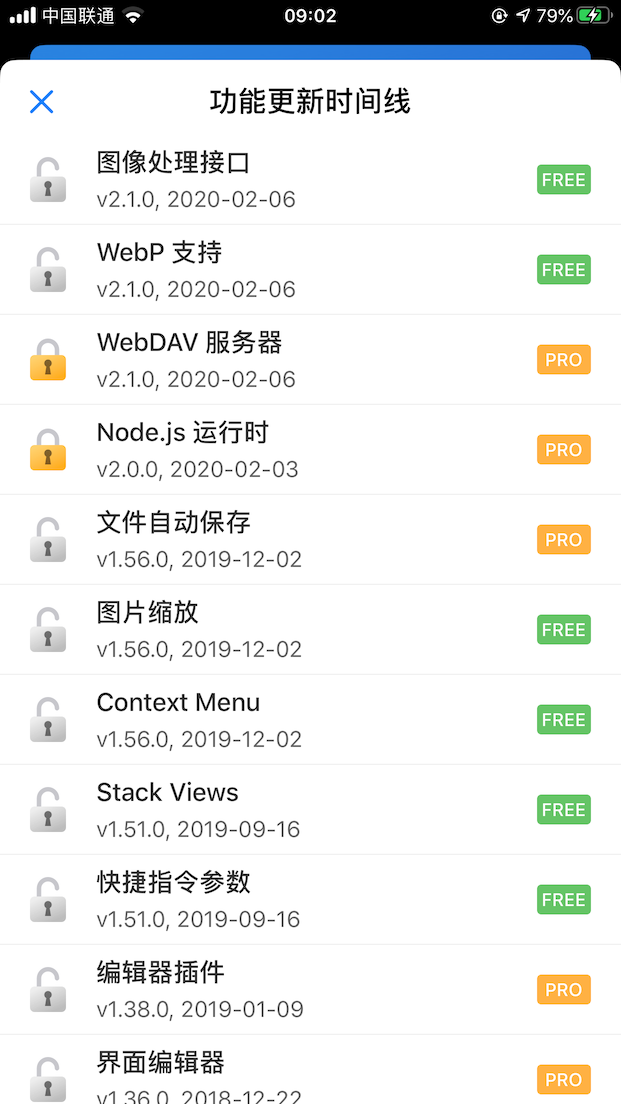 中国联通
09:02
79%
功能更新时间线
图像处理接口
v2.1.0, 2020-02-06
FREE
WebP 支持
v2.1.0, 2020-02-06
FREE
WebDAV 服务器
v2.1.0, 2020-02-06
PRO
Node.js 运行时
v2.0.0, 2020-02-03
PRO
文件自动保存
v1.56.0, 2019-12-02
PRO
图片缩放
v1.56.0, 2019-12-02
FREE
Context Menu
v1.56.0, 2019-12-02
FREE
Stack Views
v1.51.0, 2019-09-16
FREE
快捷指令参数
v1.51.0, 2019-09-16
FREE
编辑器插件
v1.38.0, 2019-01-09
PRO
界面编辑器
v1.36.0, 2018-12-22
PRO